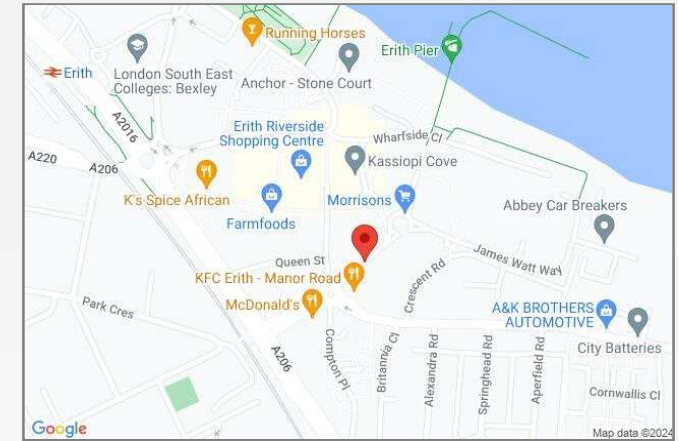 Running Horses
Erith Pier
Erith
London South East
Colleges: Bexley
Anchor - Stone Court
A2016
Erith Riverside
Shopping Centre
Wharfside Cl
A220
A206
Kassiopi Cove
K's Spice African
Farmfoods
Morrisons
Abbey Car Breakers
Queen St
James Watt Way
KFC Erith - Manor Road
Crescent Rd
McDonald's
A&K BROTHERS
AUTOMOTIVE
Park Cres
A206
Compton Pl
Britannia Cl
Alexandra Rd
Springhead Rd
Aperfield Rd
City Batteries
Cornwallis Cl
Google
Map data ©2024